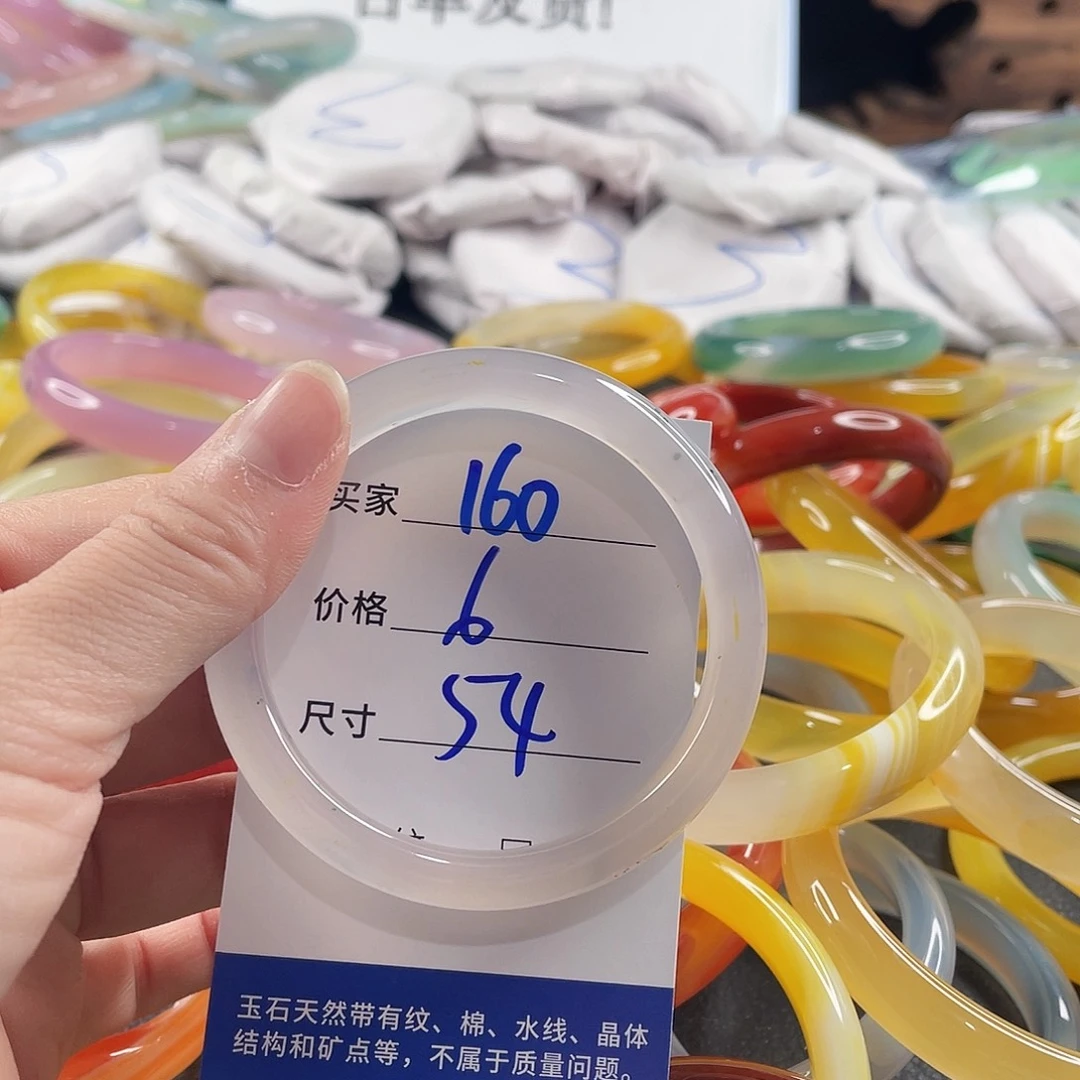 买家 160
价格 6
尺寸 54
玉石天然带有纹、棉、水线、晶体
结构和矿点等，不属于质量问题。